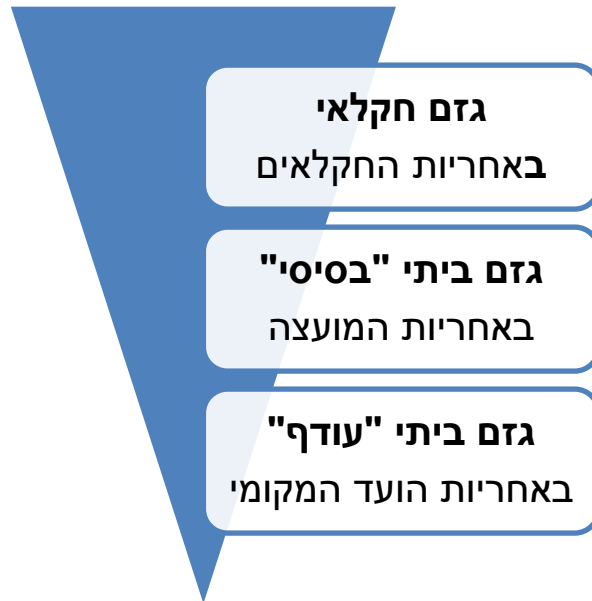 גזם חקלאי
באחריות החקלאים
גזם ביתי "בסיסי"
באחריות המועצה
גזם ביתי "עודף"
באחריות הועד המקומי